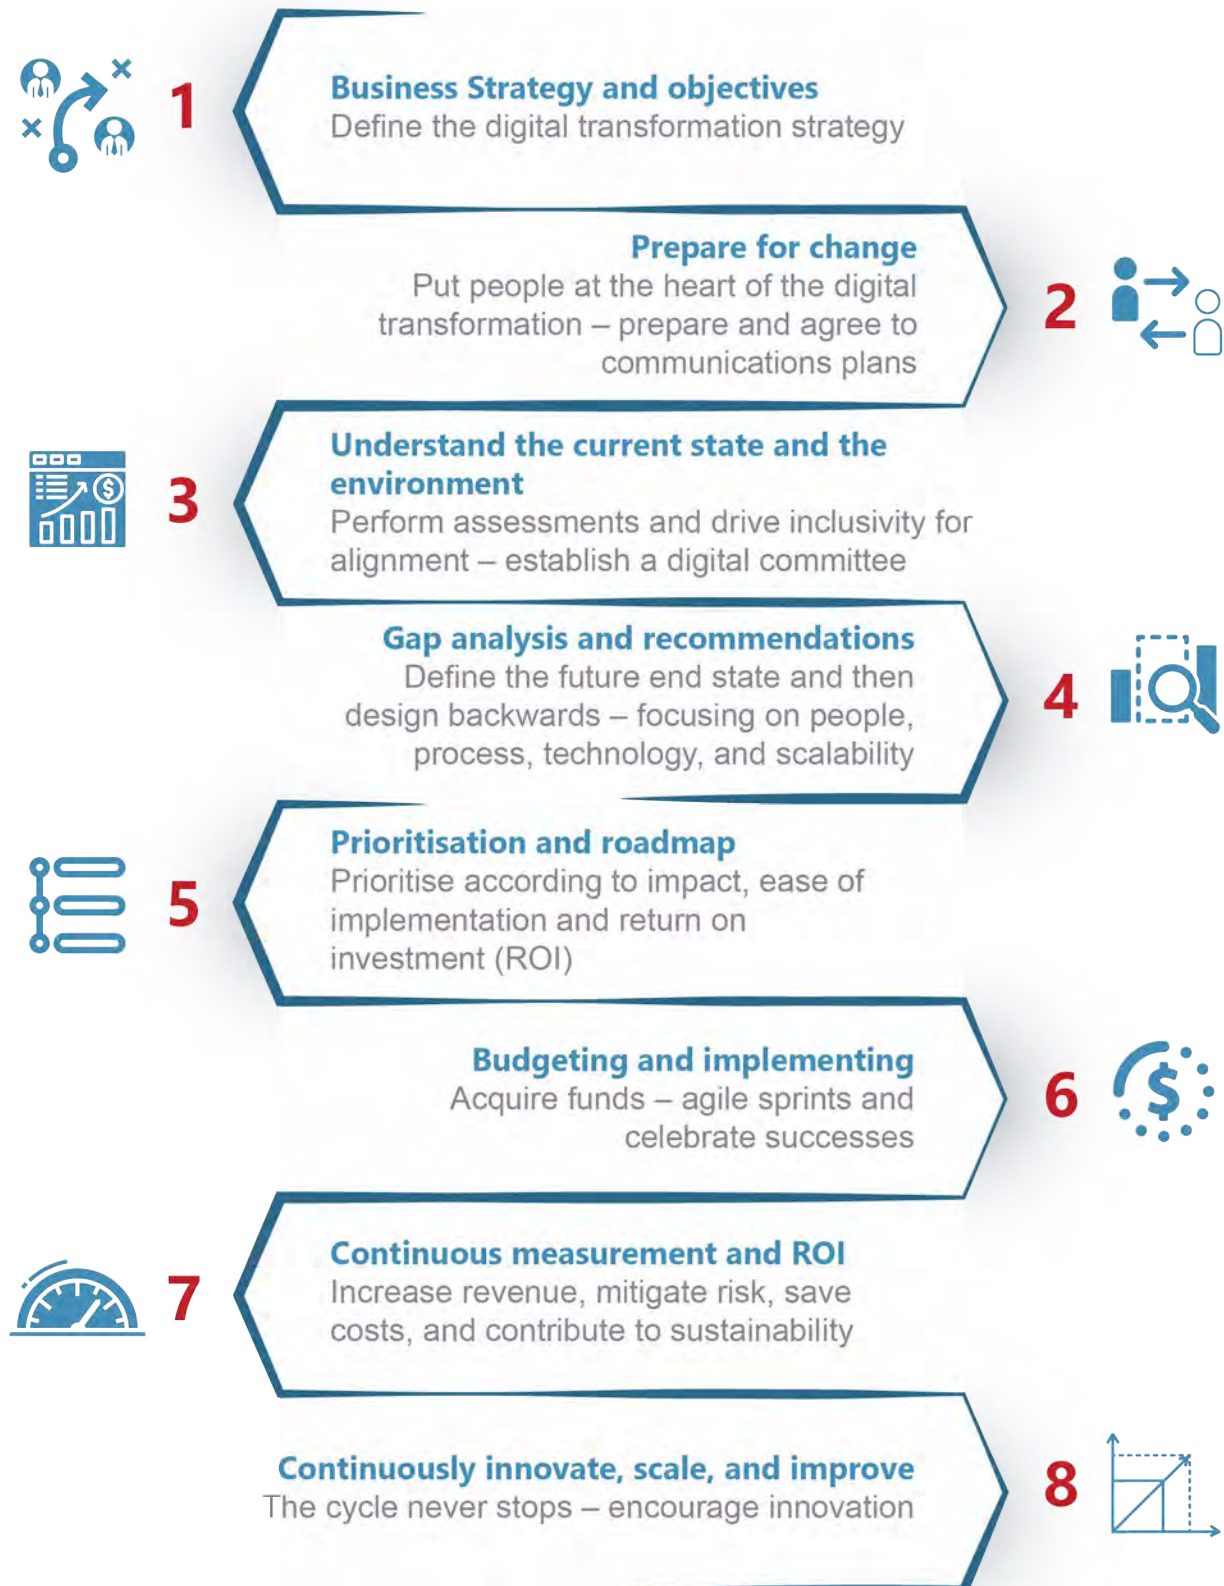 1
Business Strategy and objectives
Define the digital transformation strategy
Prepare for change
Put people at the heart of the digital
transformation – prepare and agree to
communications plans
2
3
Understand the current state and the
environment
Perform assessments and drive inclusivity for
alignment – establish a digital committee
Gap analysis and recommendations
Define the future end state and then
design backwards – focusing on people,
process, technology, and scalability
4
5
Prioritisation and roadmap
Prioritise according to impact, ease of
implementation and return on
investment (ROI)
Budgeting and implementing
Acquire funds – agile sprints and
celebrate successes
6
$
7
Continuous measurement and ROI
Increase revenue, mitigate risk, save
costs, and contribute to sustainability
Continuously innovate, scale, and improve
The cycle never stops – encourage innovation
8